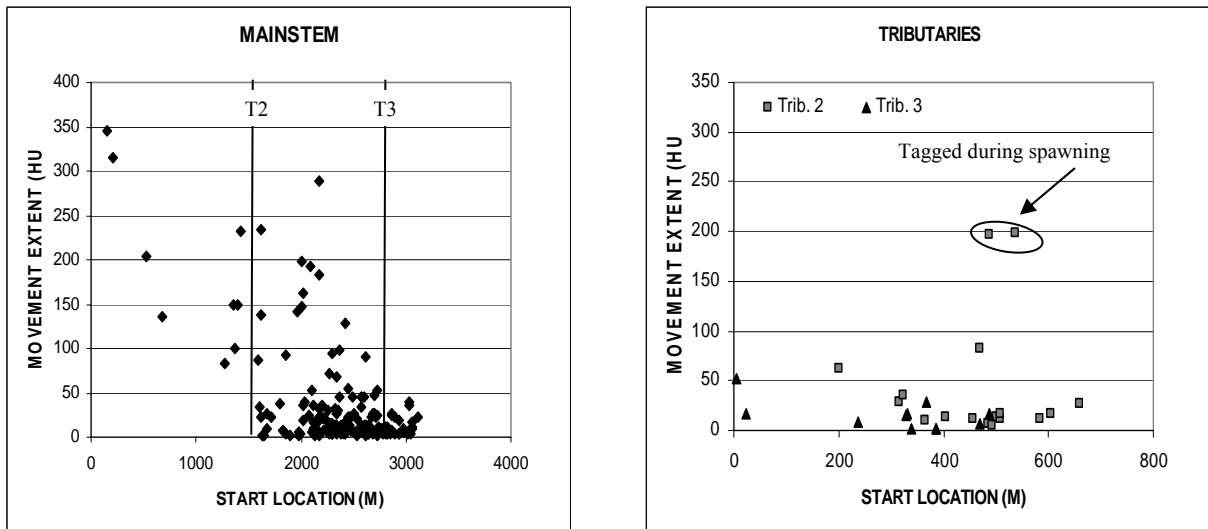 MAINSTEM
MOVEMENT EXTENT (HU
400
350
300
250
200
150
100
50
0
T2
T3
0 1000 2000 3000 4000
START LOCATION (M)
TRIBUTARIES
MOVEMENT EXTENT (HU
350
300
250
200
150
100
50
0
Trib. 2 Trib. 3
Tagged during spawning
0 200 400 600 800
START LOCATION (M)